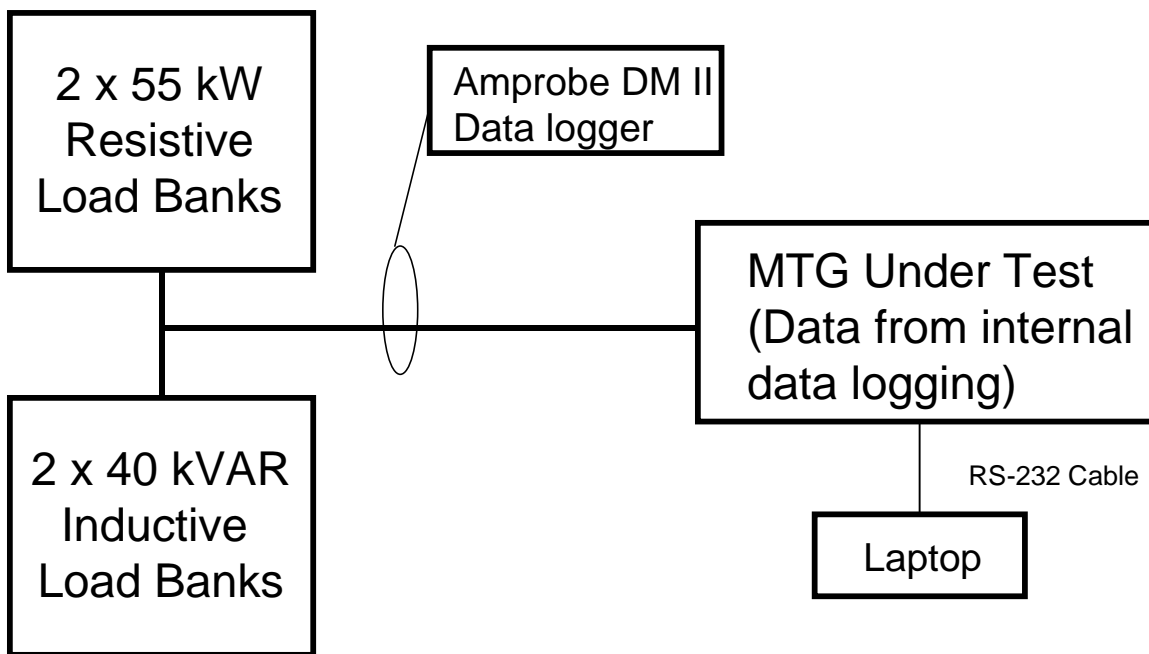 2 x 55 kW
Resistive
Load Banks
Amprobe DM II
Data logger
MTG Under Test
(Data from internal
data logging)
2 x 40 kVAR
Inductive
Load Banks
RS-232 Cable
Laptop